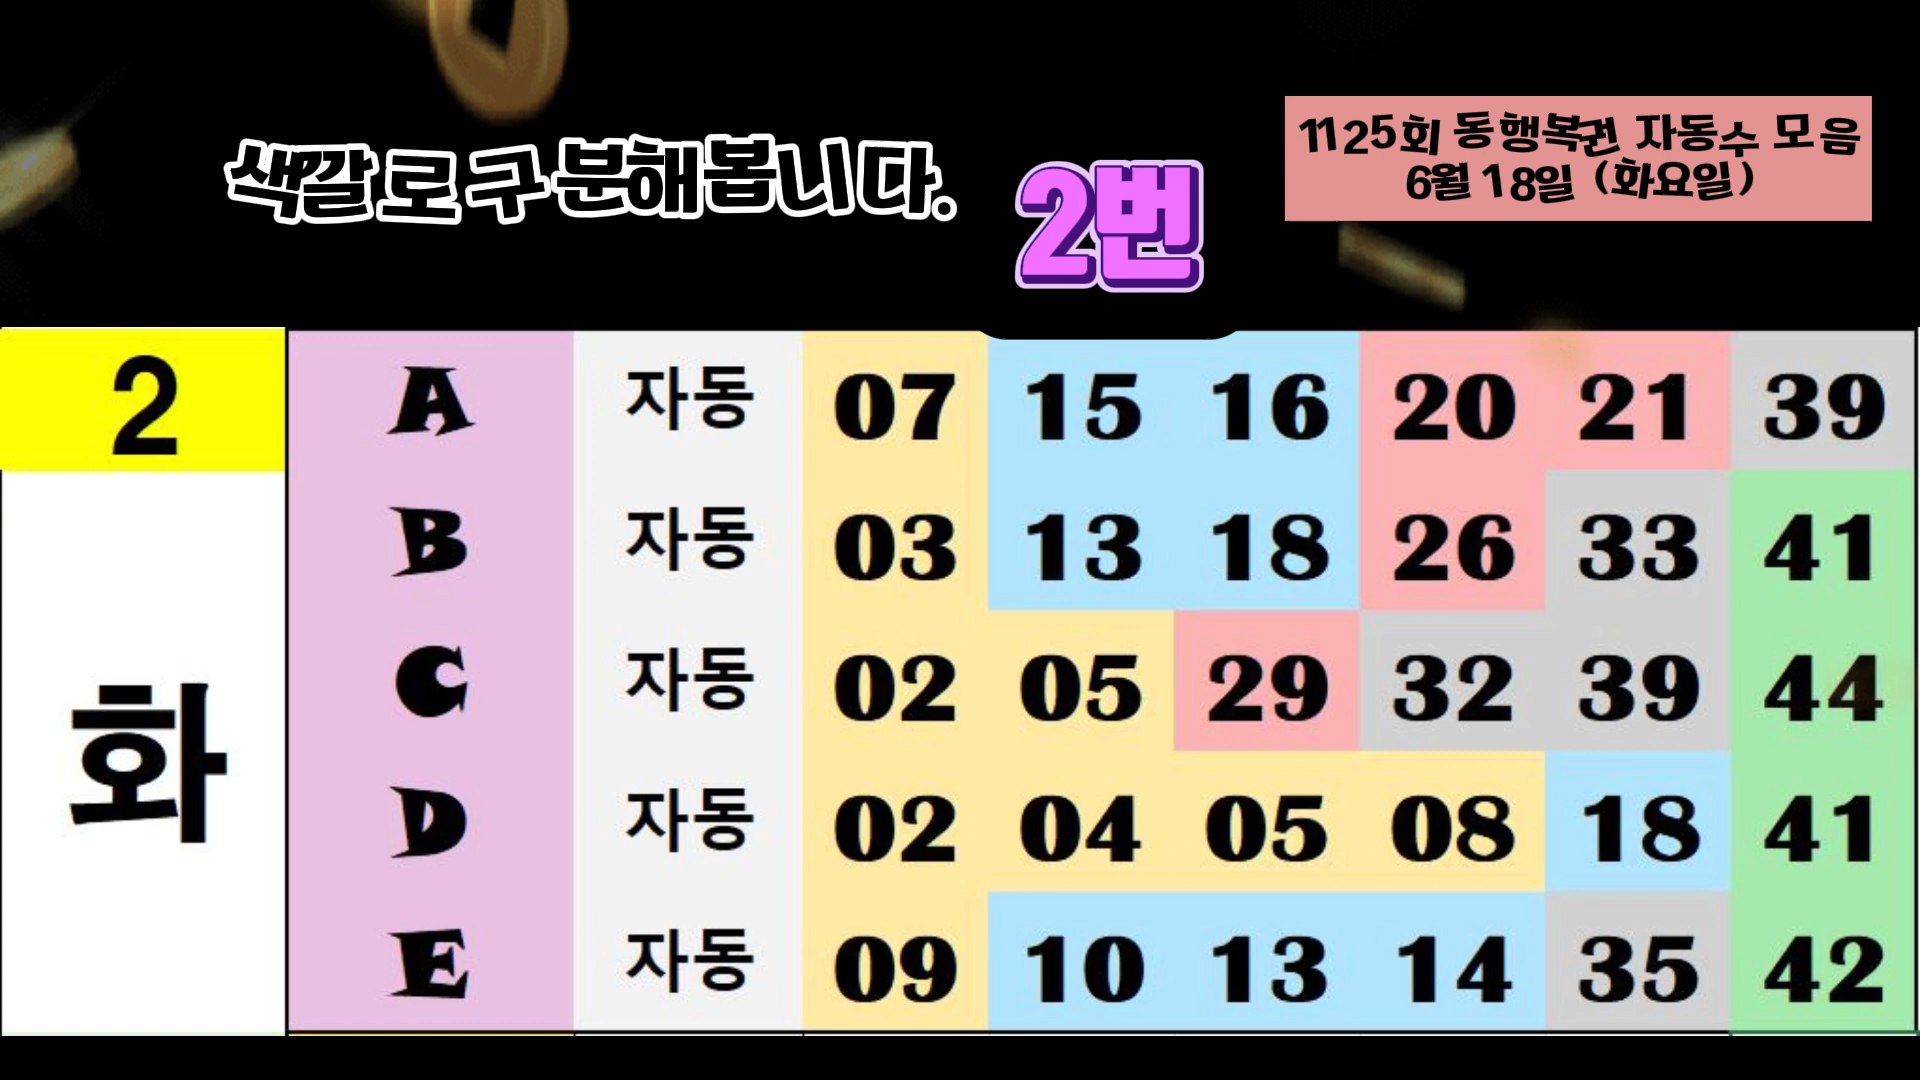 색깔로구분해봅니다.
2번
1125회 동행복권 자동수 모음
6월 18일 (화요일)
2 A 자동 07 15 16 20 21 39
B 자동 03 13 18 26 33 41
화 C 자동 02 05 29 32 39 44
D 자동 02 04 05 08 18 41
E 자동 09 10 13 14 35 42